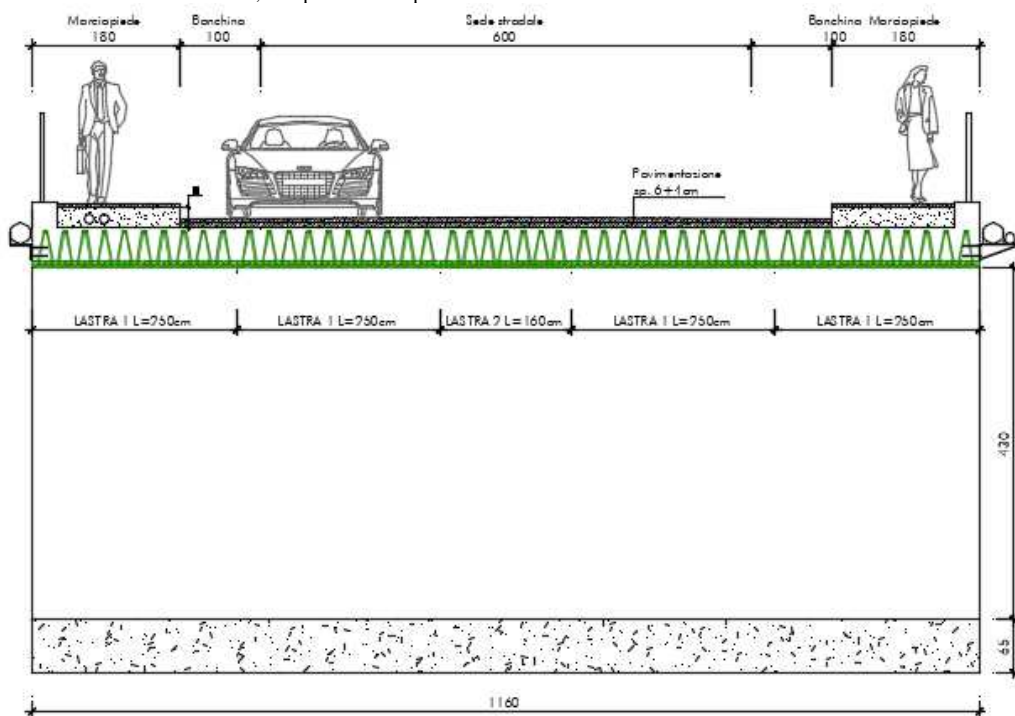 Marciapiede
180
Banchina
100
Sede stradale
600
Banchina Marciapiede
100 180
Pavimentazione
sp. 6+4cm
LASTRA 1 L=250cm
LASTRA 1 L=250cm
LASTRA 2 L=160cm
LASTRA 1 L=250cm
LASTRA 1 L=250cm
430
65
1160